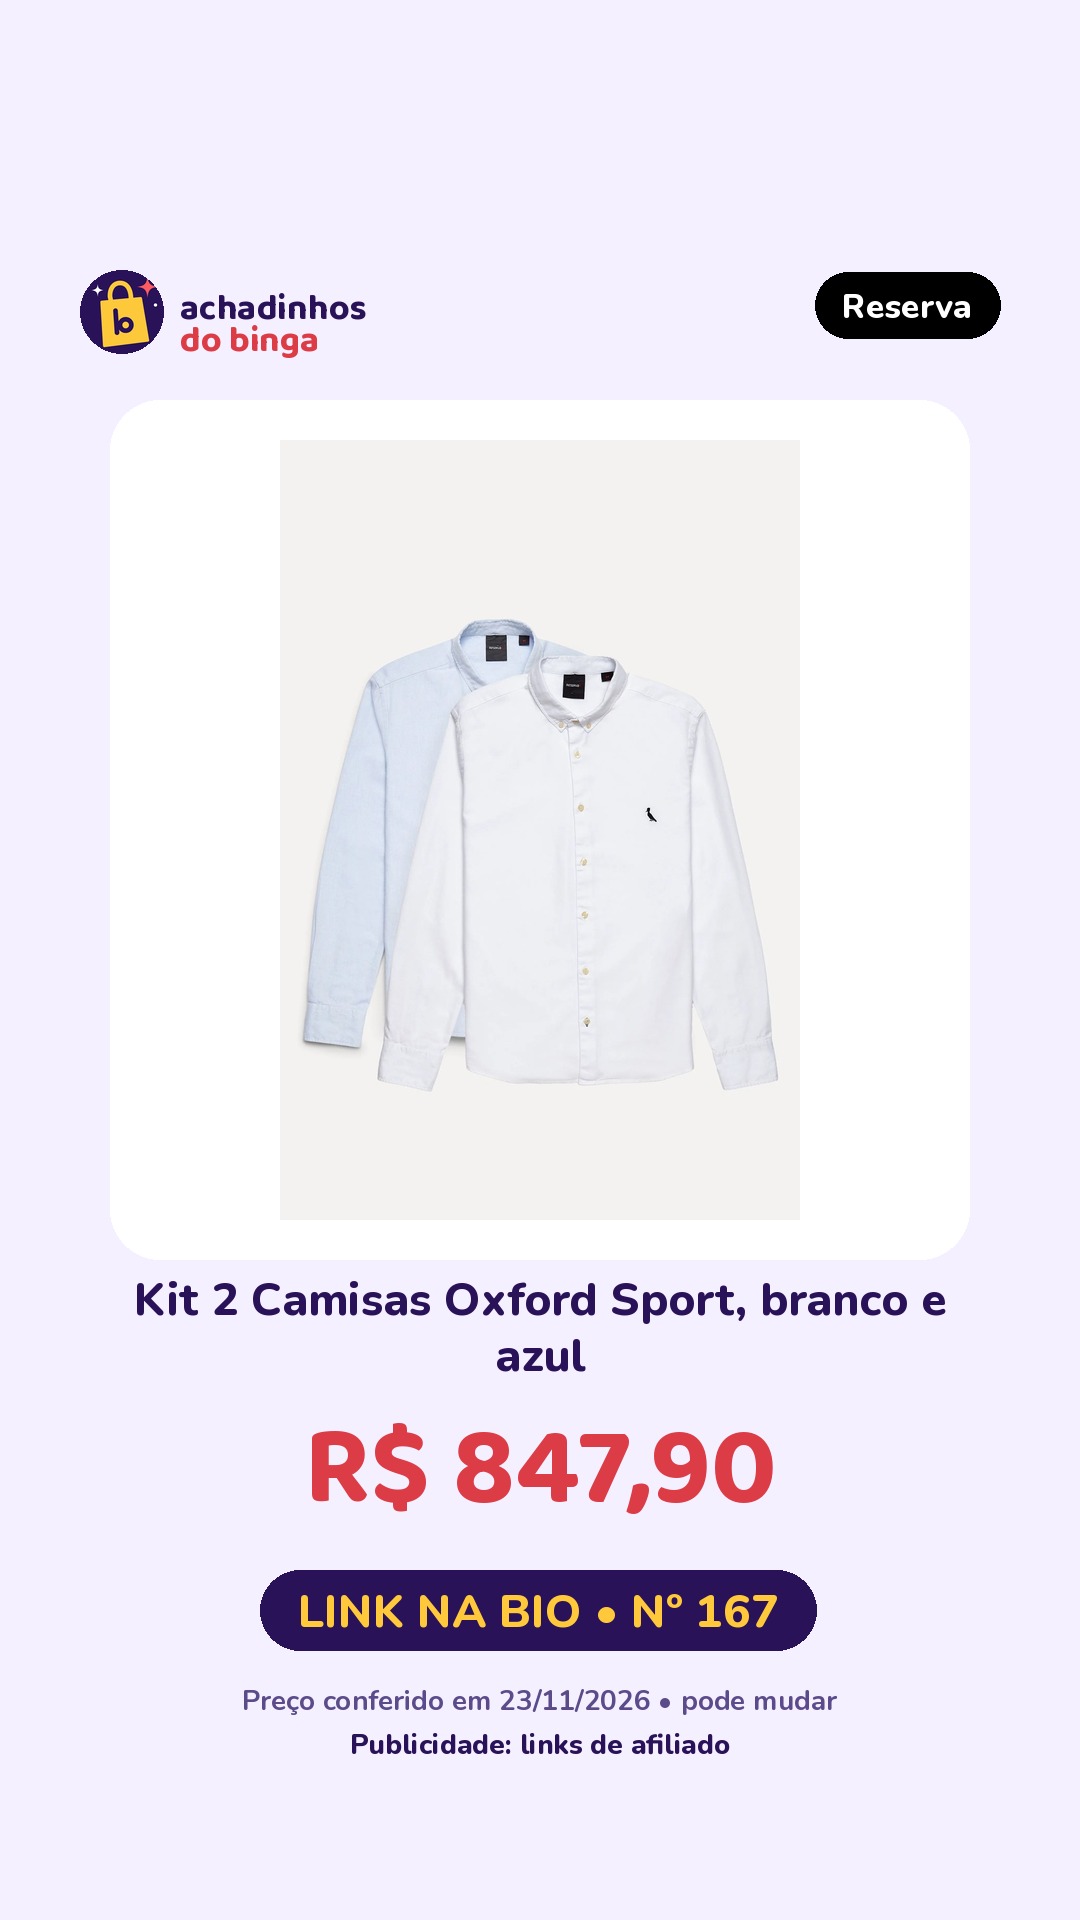 achadinhos
do binga
Reserva
Kit 2 Camisas Oxford Sport, branco e
azul
R$ 847,90
LINK NA BIO • Nº 167
Preço conferido em 23/11/2026 • pode mudar
Publicidade: links de afiliado